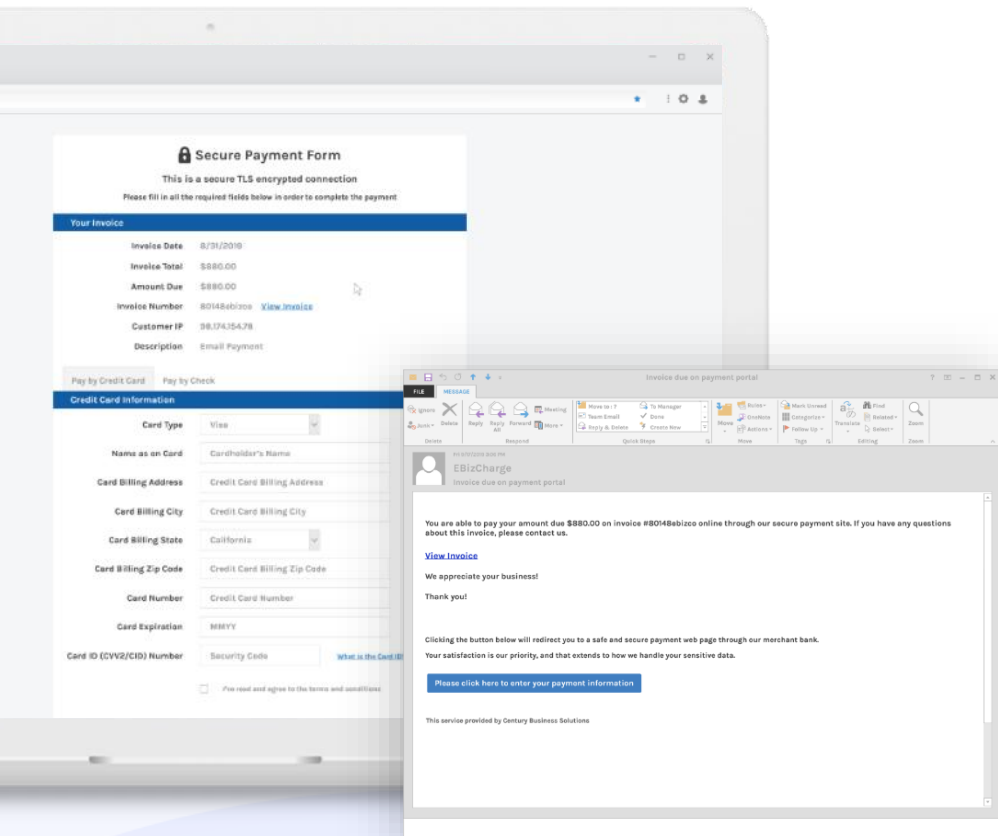 Secure Payment Form
This is a secure TLS encrypted connection
Please fill in all the required fields below in order to complete the payment
Your Invoice
Invoice Date 8/31/2019
Invoice Total $880.00
Amount Due $880.00
Invoice Number 80148ebizco View Invoice
Customer IP 98.174.154.78
Description Email Payment
Pay by Credit Card Pay by Check
Credit Card Information
Card Type Visa
Name as on Card Cardholder's Name
Card Billing Address Credit Card Billing Address
Card Billing City Credit Card Billing City
Card Billing State California
Card Billing Zip Code Credit Card Billing Zip Code
Card Number Credit Card Number
Card Expiration MMYY
Card ID (CVV2/CID) Number Security Code What is the Card ID
I've read and agree to the terms and conditions
Invoice due on payment portal
FILE MESSAGE
Ignore
Junk
Delete
Reply
Reply All
Forward
Meeting
More
Move to: ?
Team Email
Reply & Delete
To Manager
Done
Create New
Move
Rules
OneNote
Actions
Mark Unread
Categorize
Follow Up
Translate
Find
Related
Select
Zoom
Delete Respond Quick Steps Move Tags Editing Zoom
EBizCharge
Invoice due on payment portal
You are able to pay your amount due $880.00 on invoice #80148ebizco online through our secure payment site. If you have any questions
about this invoice, please contact us.
View Invoice
We appreciate your business!
Thank you!
Clicking the button below will redirect you to a safe and secure payment web page through our merchant bank.
Your satisfaction is our priority, and that extends to how we handle your sensitive data.
Please click here to enter your payment information
This service provided by Century Business Solutions